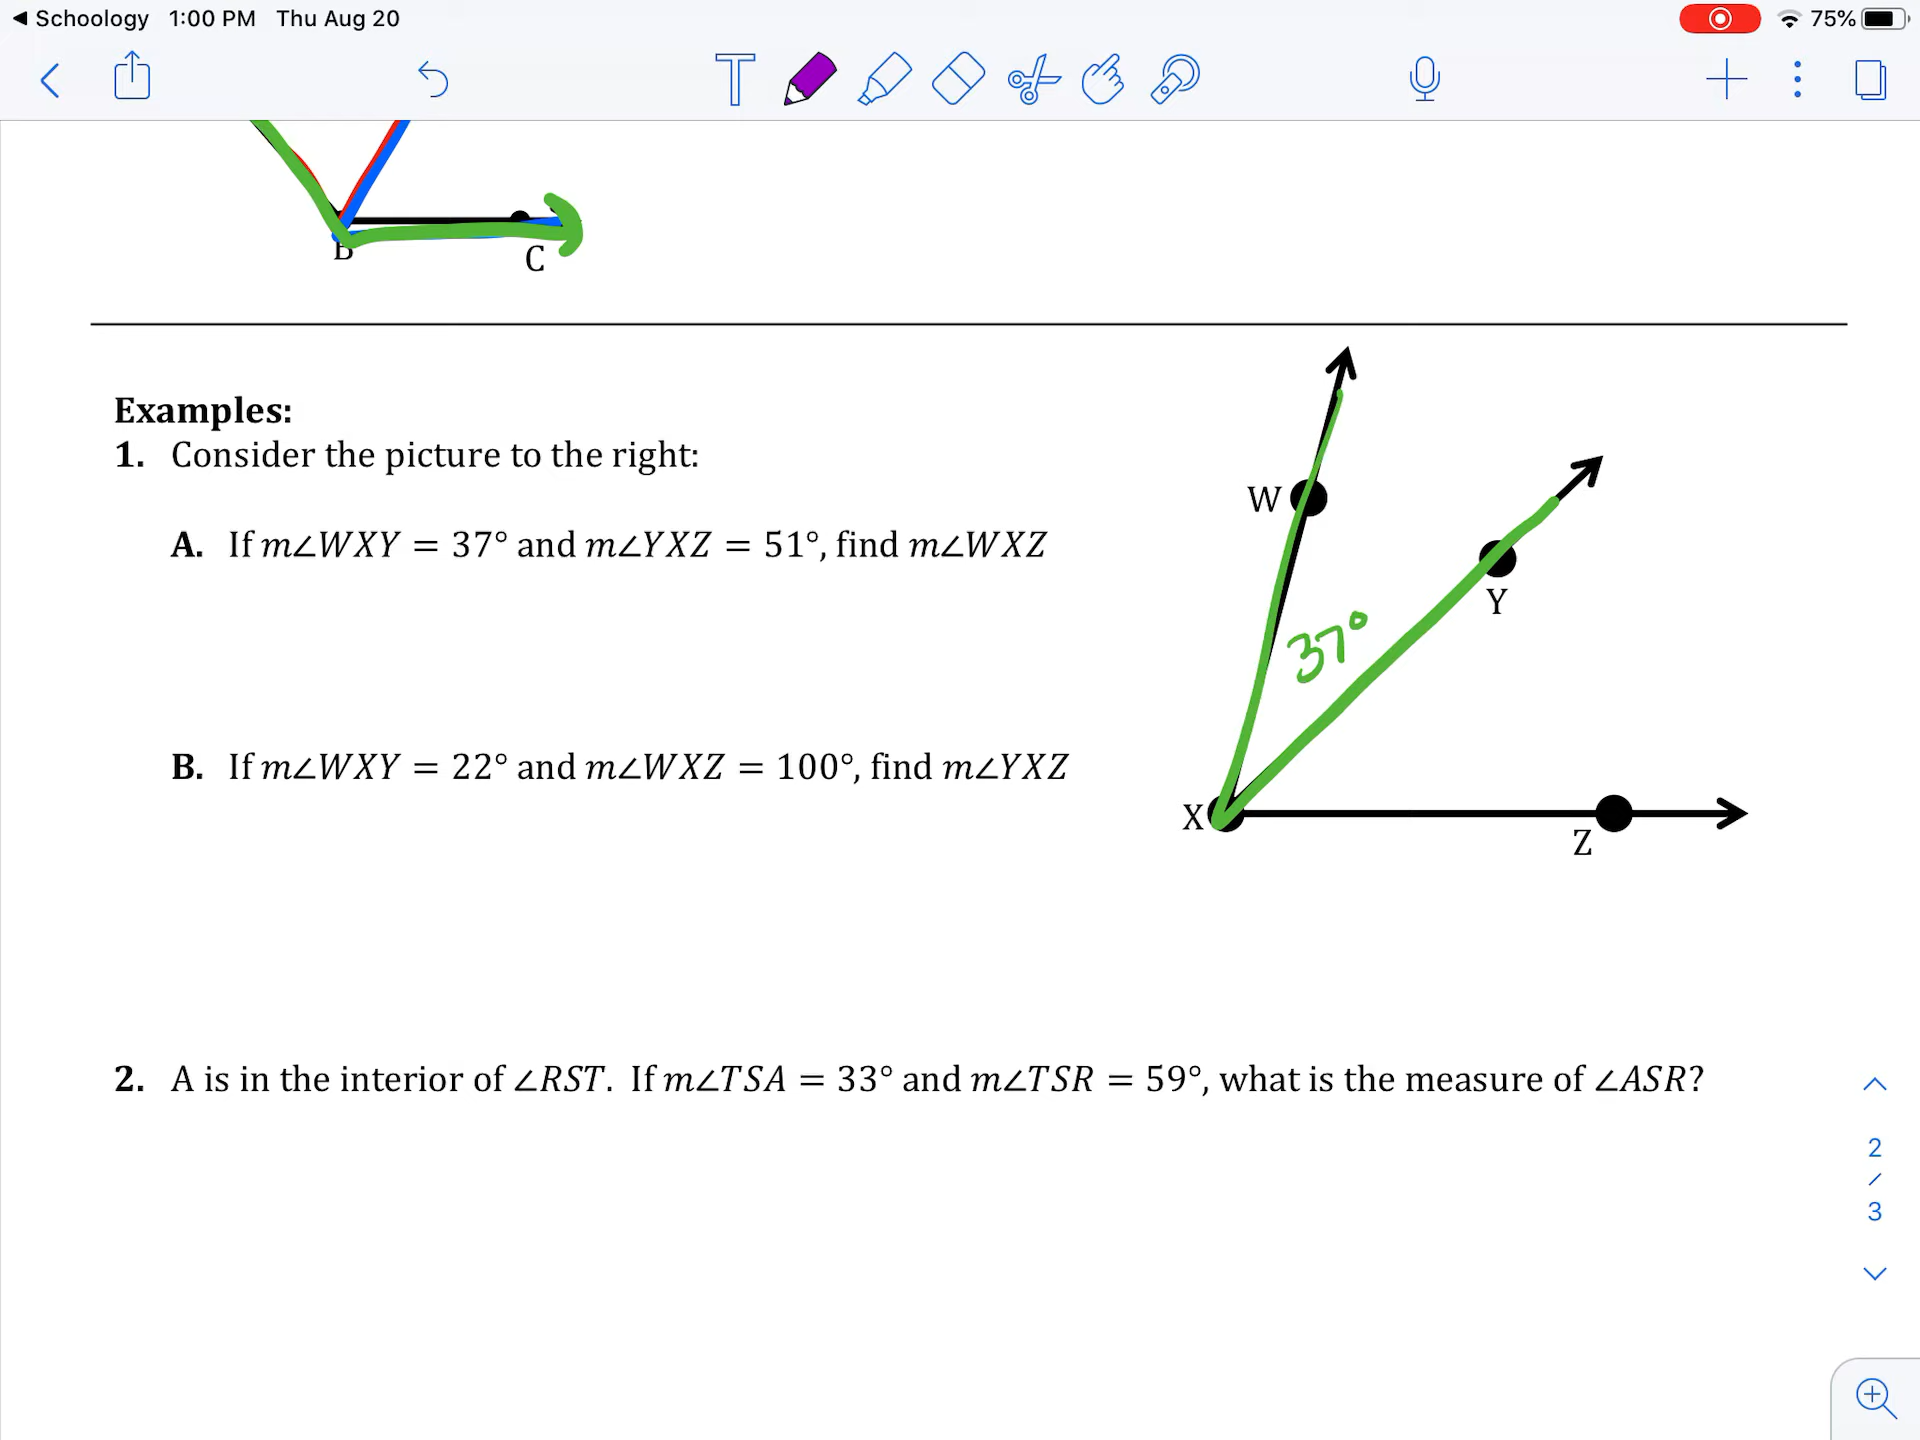 Schoology 1:00 PM Thu Aug 20
75%
T
B
C
Examples:
1. Consider the picture to the right:
W
A. If m∠WXY = 37° and m∠YXZ = 51°, find m∠WXZ
Y
37°
B. If m∠WXY = 22° and m∠WXZ = 100°, find m∠YXZ
X
Z
2. A is in the interior of ∠RST. If m∠TSA = 33° and m∠TSR = 59°, what is the measure of ∠ASR?
2
/
3